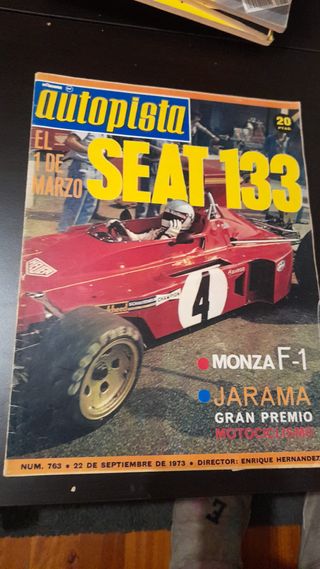 autopista
20
PTAS.
EL
1 DE
MARZO
SEAT 133
4
CHAMPION
MONZA F-1
JARAMA
GRAN PREMIO
MOTOCICLISMO
NUM. 763 • 22 DE SEPTIEMBRE DE 1973 • DIRECTOR: ENRIQUE HERNANDEZ